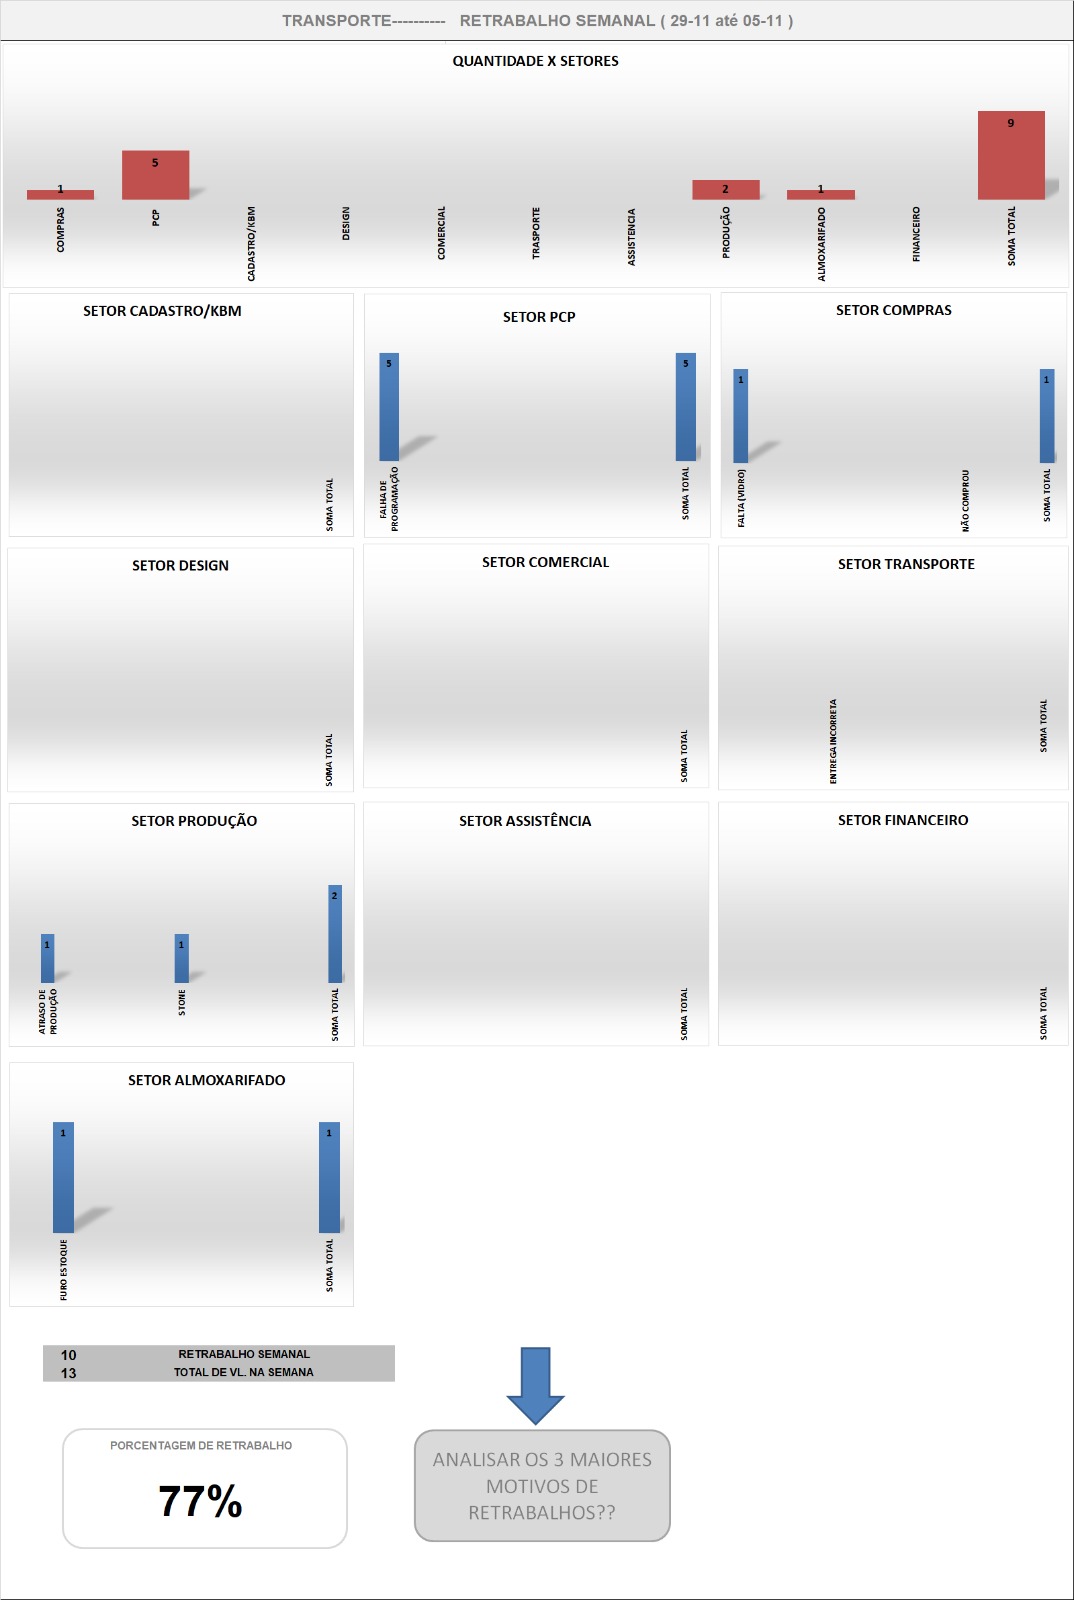 TRANSPORTE---------- RETRABALHO SEMANAL ( 29-11 até 05-11 )
QUANTIDADE X SETORES
1
5
2
1
9
COMPRAS
PCP
CADASTRO/KBM
DESIGN
COMERCIAL
TRASPORTE
ASSISTENCIA
PRODUÇÃO
ALMOXARIFADO
FINANCEIRO
SOMA TOTAL
SETOR CADASTRO/KBM
SOMA TOTAL
SETOR PCP
5
5
FALHA DE
PROGRAMAÇÃO
SOMA TOTAL
SETOR COMPRAS
1
1
FALTA (VIDRO)
NÃO COMPROU
SOMA TOTAL
SETOR DESIGN
SOMA TOTAL
SETOR COMERCIAL
SOMA TOTAL
SETOR TRANSPORTE
ENTREGA INCORRETA
SOMA TOTAL
SETOR PRODUÇÃO
1
1
2
ATRASO DE
PRODUÇÃO
STONE
SOMA TOTAL
SETOR ASSISTÊNCIA
SOMA TOTAL
SETOR FINANCEIRO
SOMA TOTAL
SETOR ALMOXARIFADO
1
1
FURO ESTOQUE
SOMA TOTAL
10 RETRABALHO SEMANAL
13 TOTAL DE VL. NA SEMANA
PORCENTAGEM DE RETRABALHO
77%
ANALISAR OS 3 MAIORES
MOTIVOS DE
RETRABALHOS??